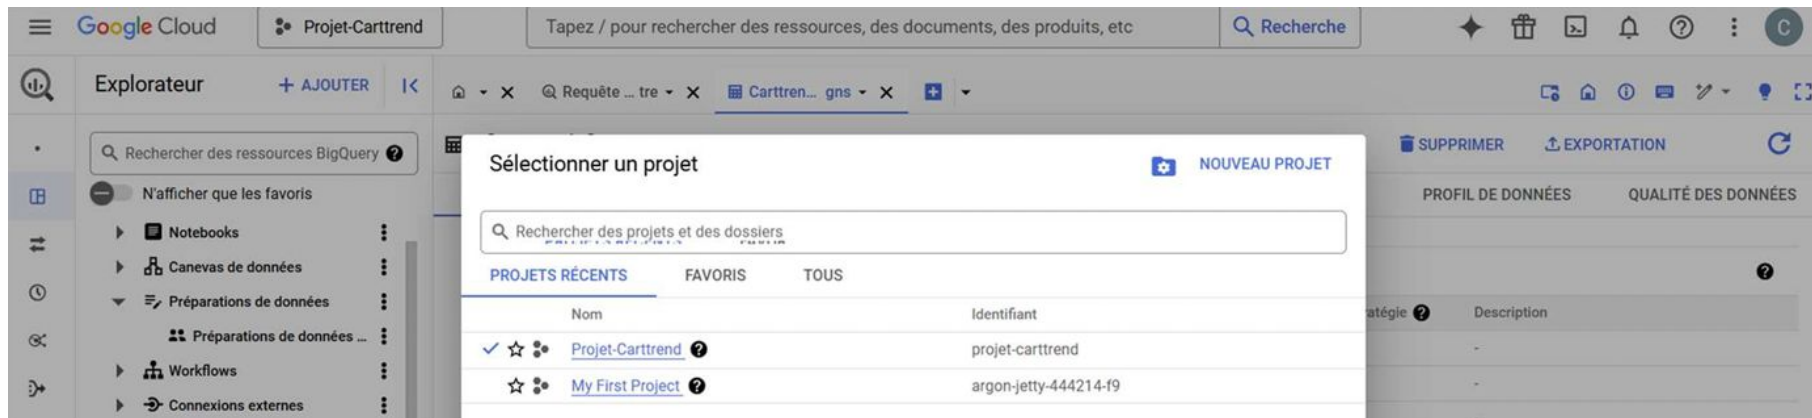 Google Cloud
Projet-Carttrend
Tapez / pour rechercher des ressources, des documents, des produits, etc
Recherche
C
Explorateur
+ AJOUTER
Requête ... tre
Carttren... gns
Rechercher des ressources BigQuery
SUPPRIMER
EXPORTATION
Sélectionner un projet
NOUVEAU PROJET
N'afficher que les favoris
PROFIL DE DONNÉES
QUALITÉ DES DONNÉES
Notebooks
Rechercher des projets et des dossiers
Canevas de données
PROJETS RÉCENTS
FAVORIS
TOUS
Préparations de données
Nom
Identifiant
atégie
Description
Préparations de données ...
Projet-Carttrend
projet-carttrend
-
Workflows
My First Project
argon-jetty-444214-f9
-
Connexions externes